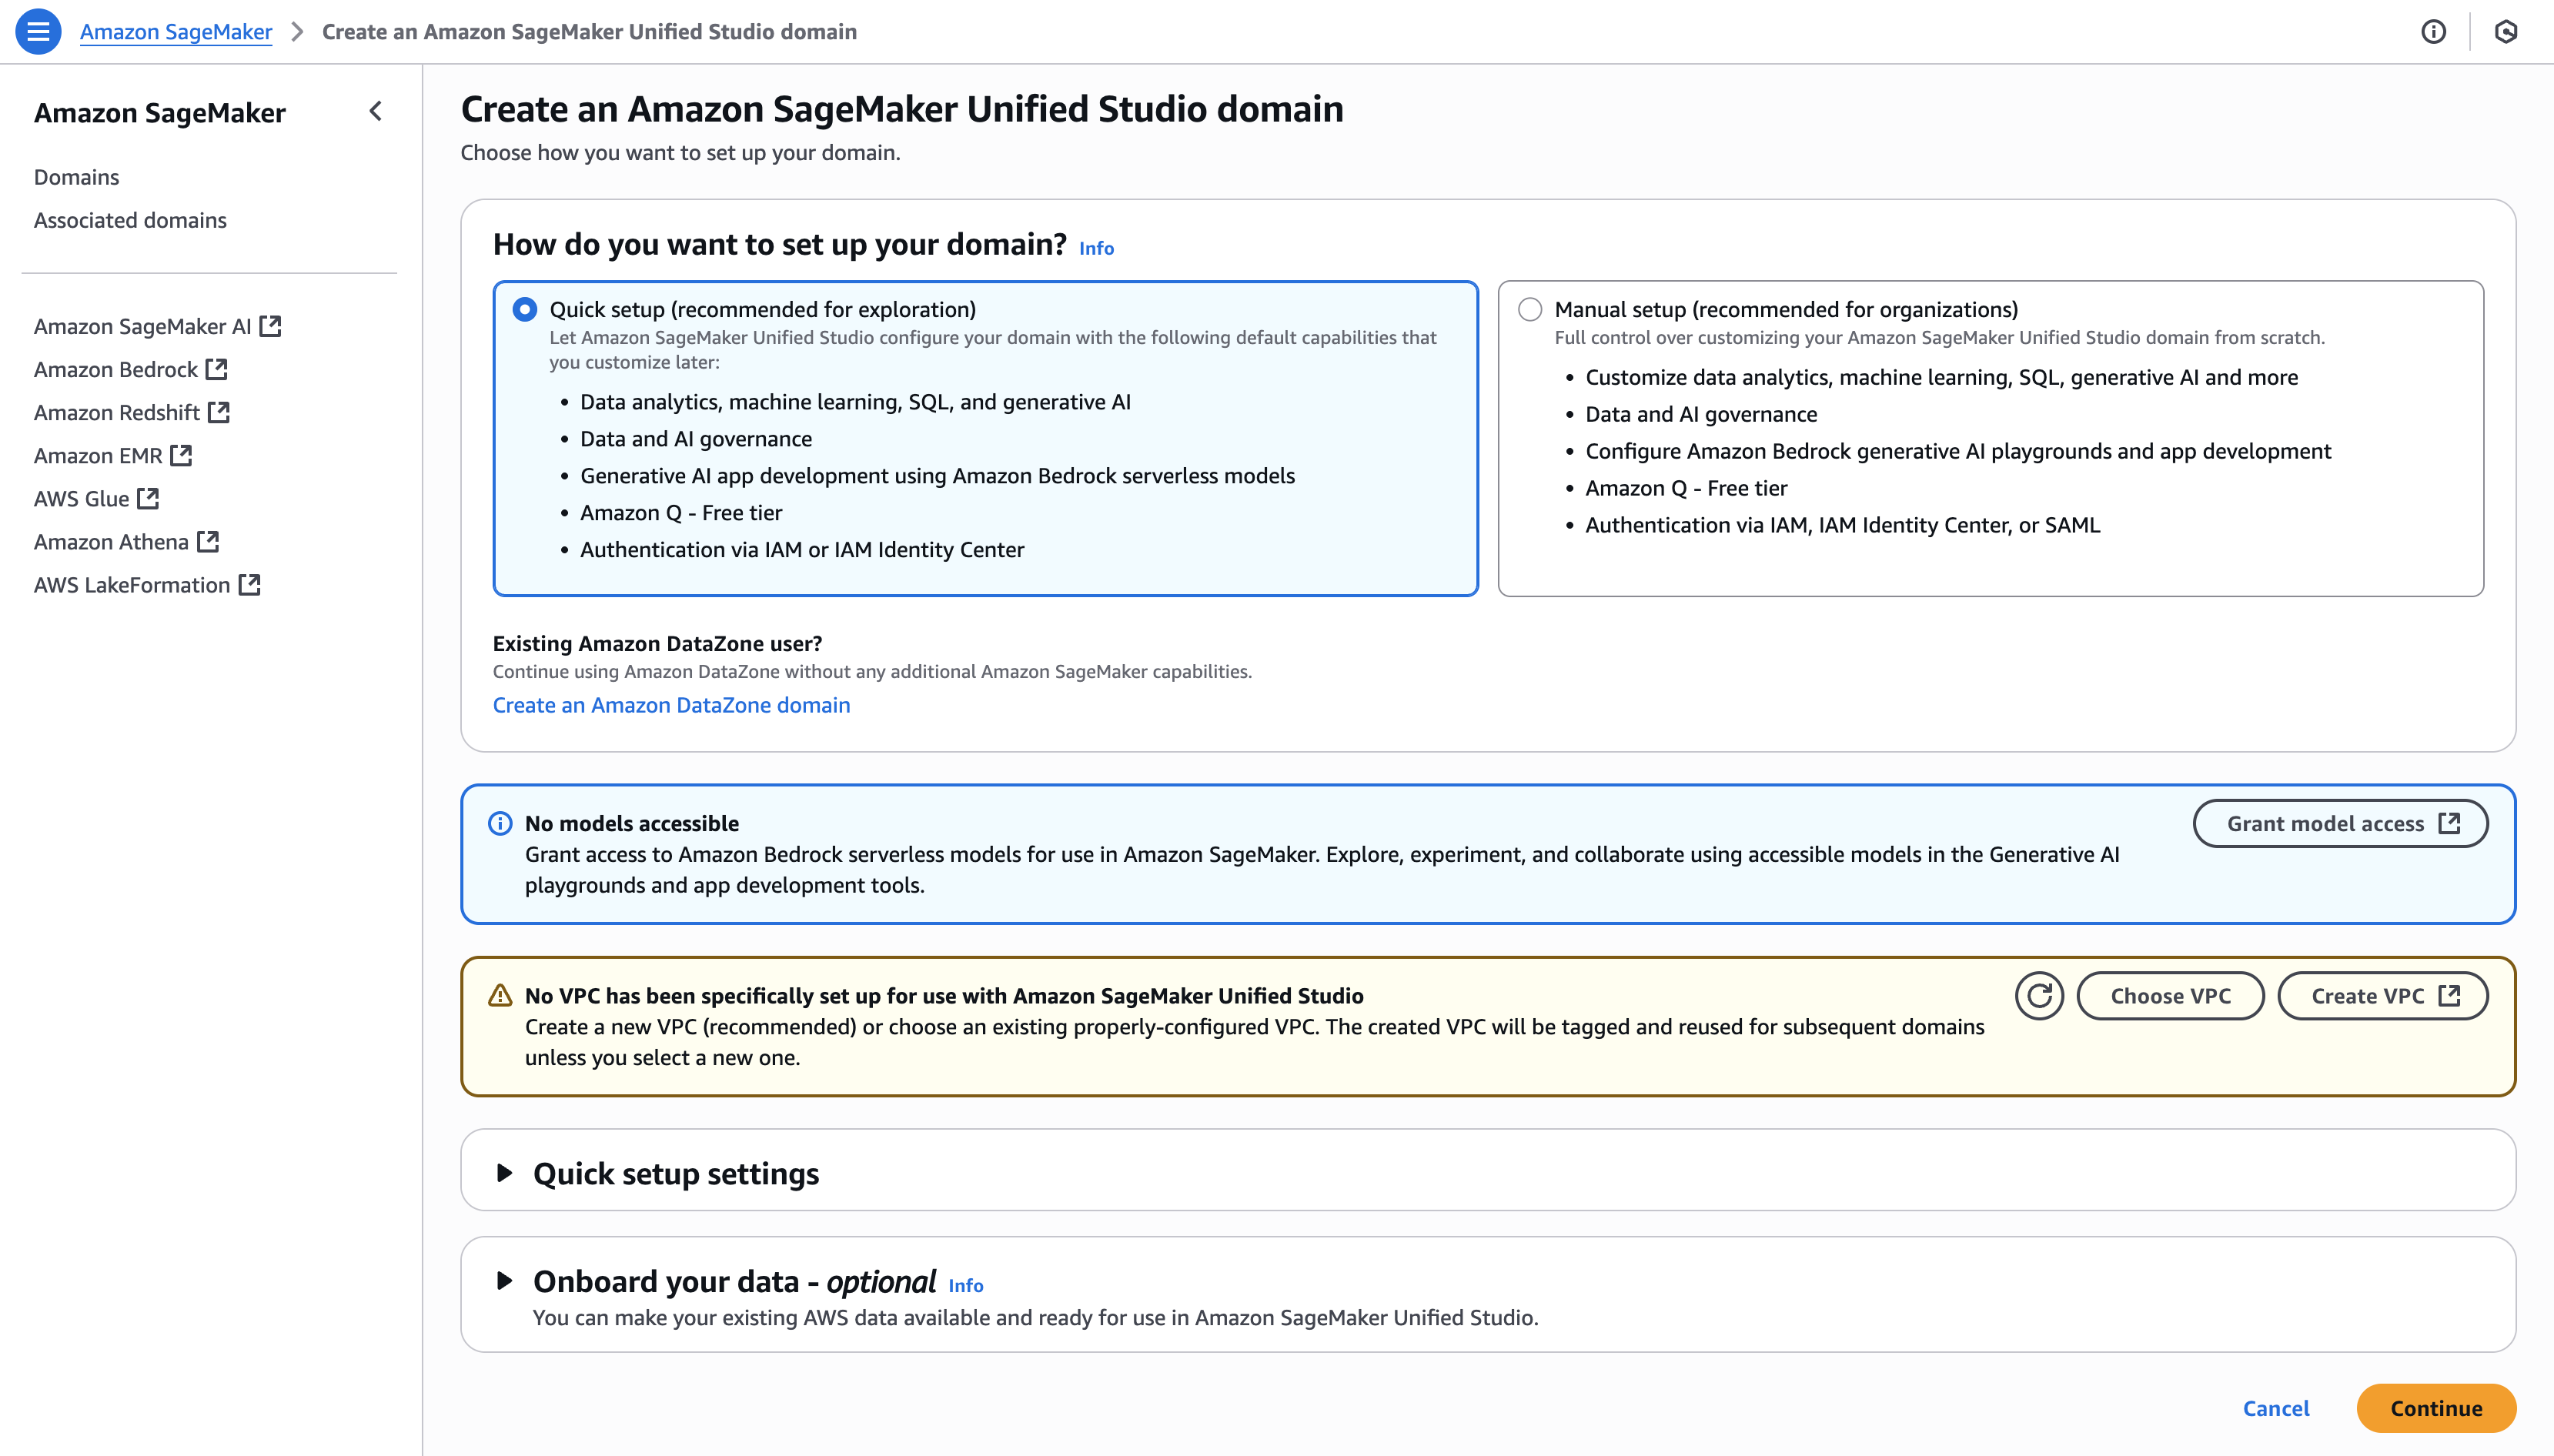 Amazon SageMaker > Create an Amazon SageMaker Unified Studio domain
Amazon SageMaker
Domains
Associated domains
Amazon SageMaker AI
Amazon Bedrock
Amazon Redshift
Amazon EMR
AWS Glue
Amazon Athena
AWS LakeFormation
Create an Amazon SageMaker Unified Studio domain
Choose how you want to set up your domain.
How do you want to set up your domain? Info
Quick setup (recommended for exploration)
Let Amazon SageMaker Unified Studio configure your domain with the following default capabilities that
you customize later:
• Data analytics, machine learning, SQL, and generative AI
• Data and AI governance
• Generative AI app development using Amazon Bedrock serverless models
• Amazon Q - Free tier
• Authentication via IAM or IAM Identity Center
Manual setup (recommended for organizations)
Full control over customizing your Amazon SageMaker Unified Studio domain from scratch.
• Customize data analytics, machine learning, SQL, generative AI and more
• Data and AI governance
• Configure Amazon Bedrock generative AI playgrounds and app development
• Amazon Q - Free tier
• Authentication via IAM, IAM Identity Center, or SAML
Existing Amazon DataZone user?
Continue using Amazon DataZone without any additional Amazon SageMaker capabilities.
Create an Amazon DataZone domain
No models accessible
Grant access to Amazon Bedrock serverless models for use in Amazon SageMaker. Explore, experiment, and collaborate using accessible models in the Generative AI
playgrounds and app development tools.
Grant model access
No VPC has been specifically set up for use with Amazon SageMaker Unified Studio
Create a new VPC (recommended) or choose an existing properly-configured VPC. The created VPC will be tagged and reused for subsequent domains
unless you select a new one.
Choose VPC
Create VPC
Quick setup settings
Onboard your data - optional Info
You can make your existing AWS data available and ready for use in Amazon SageMaker Unified Studio.
Cancel
Continue